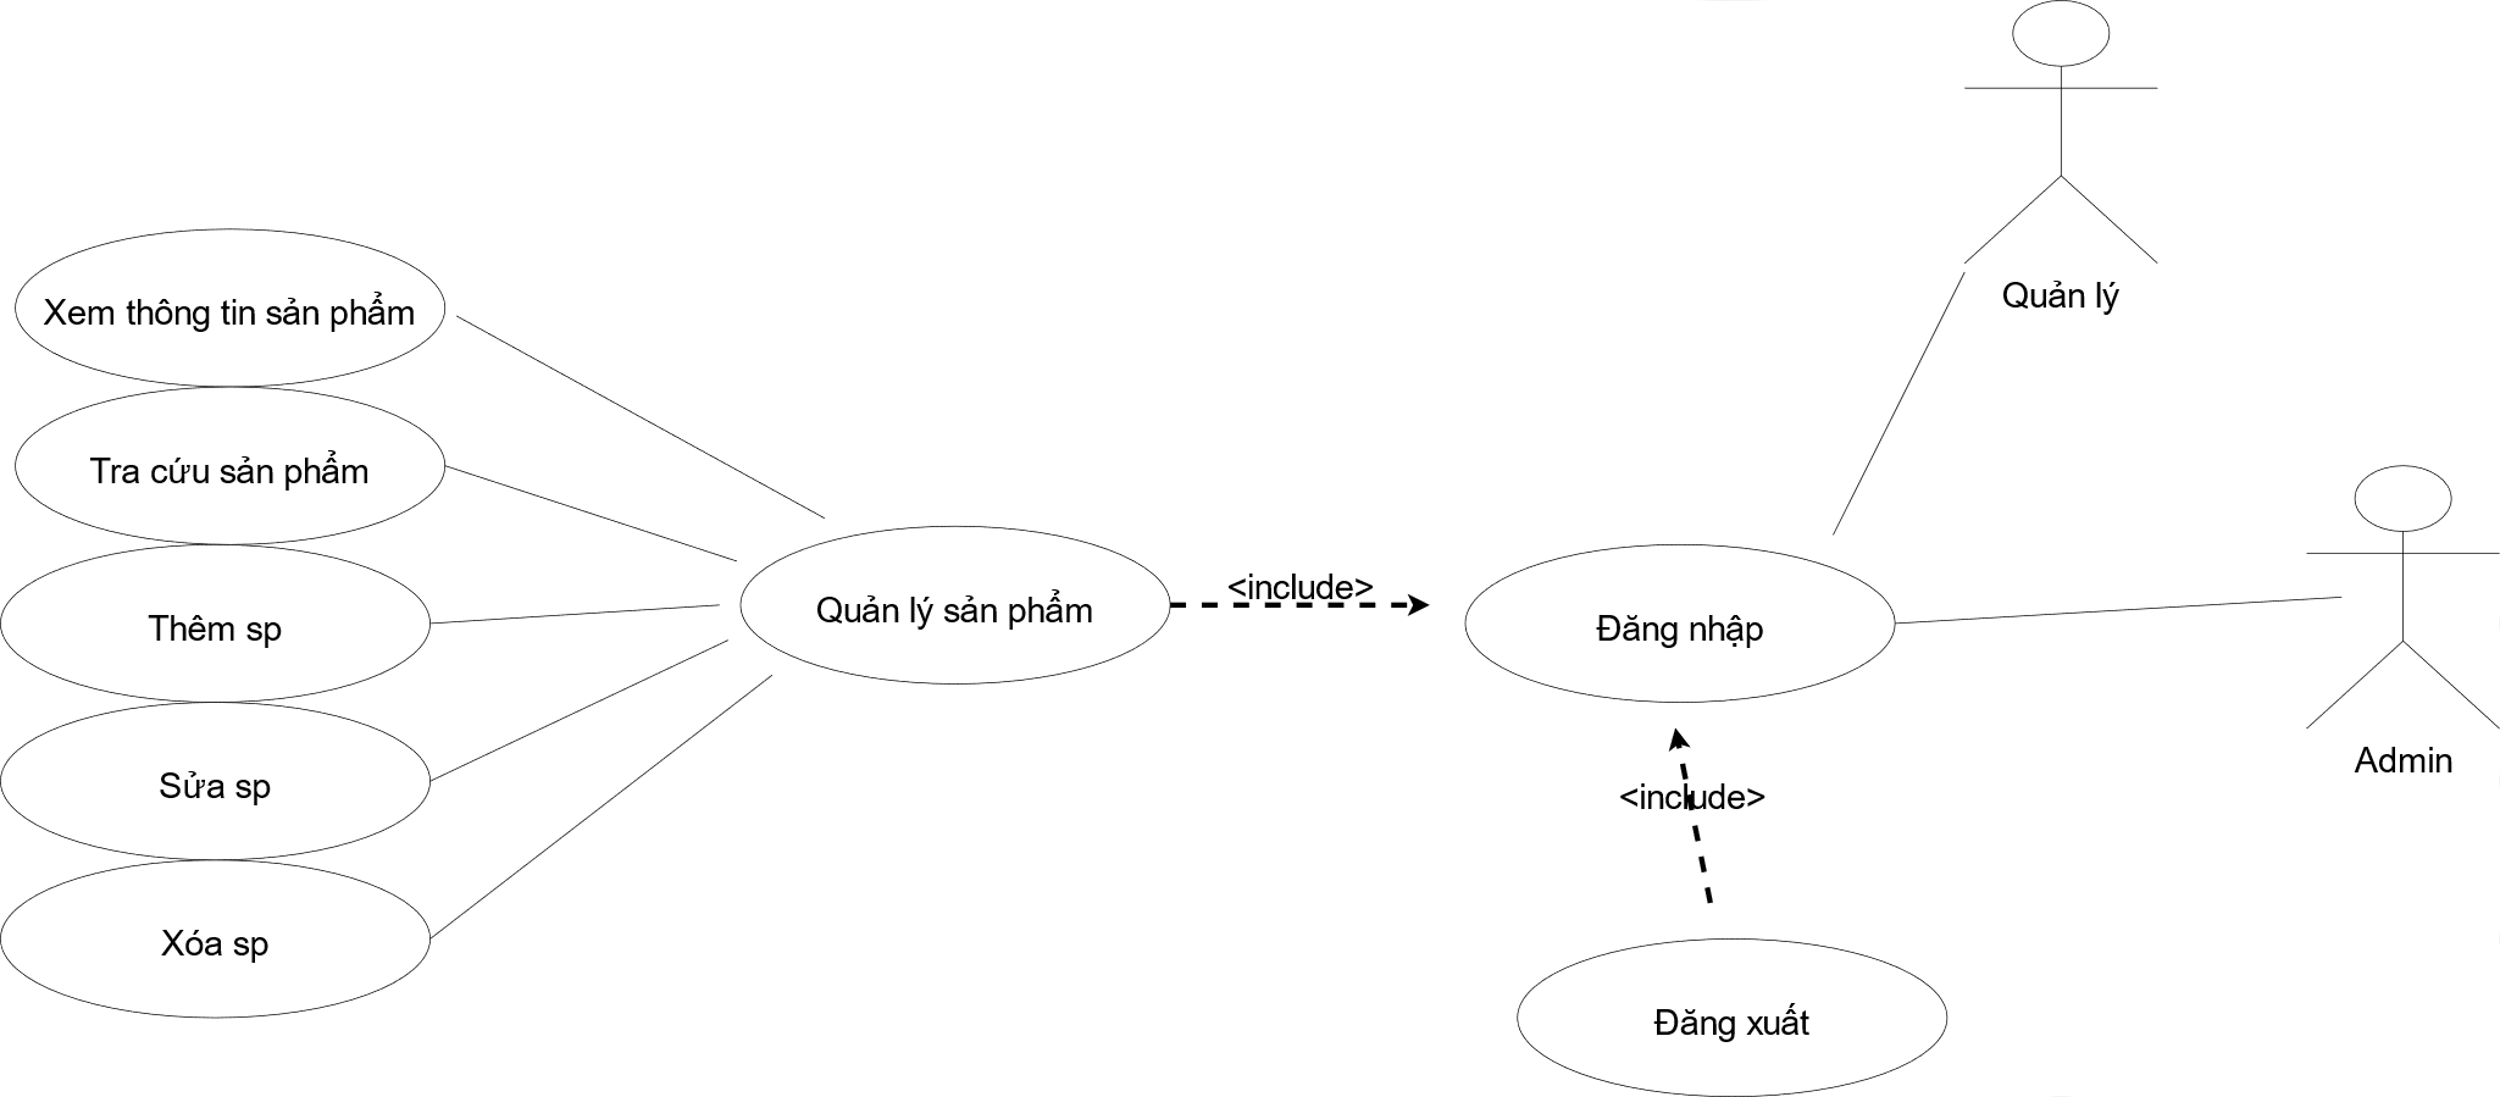 Quản lý
Xem thông tin sản phẩm
Tra cứu sản phẩm
<include>
Quản lý sản phẩm
Thêm sp
Đăng nhập
Admin
Sửa sp
<include>
Xóa sp
Đăng xuất